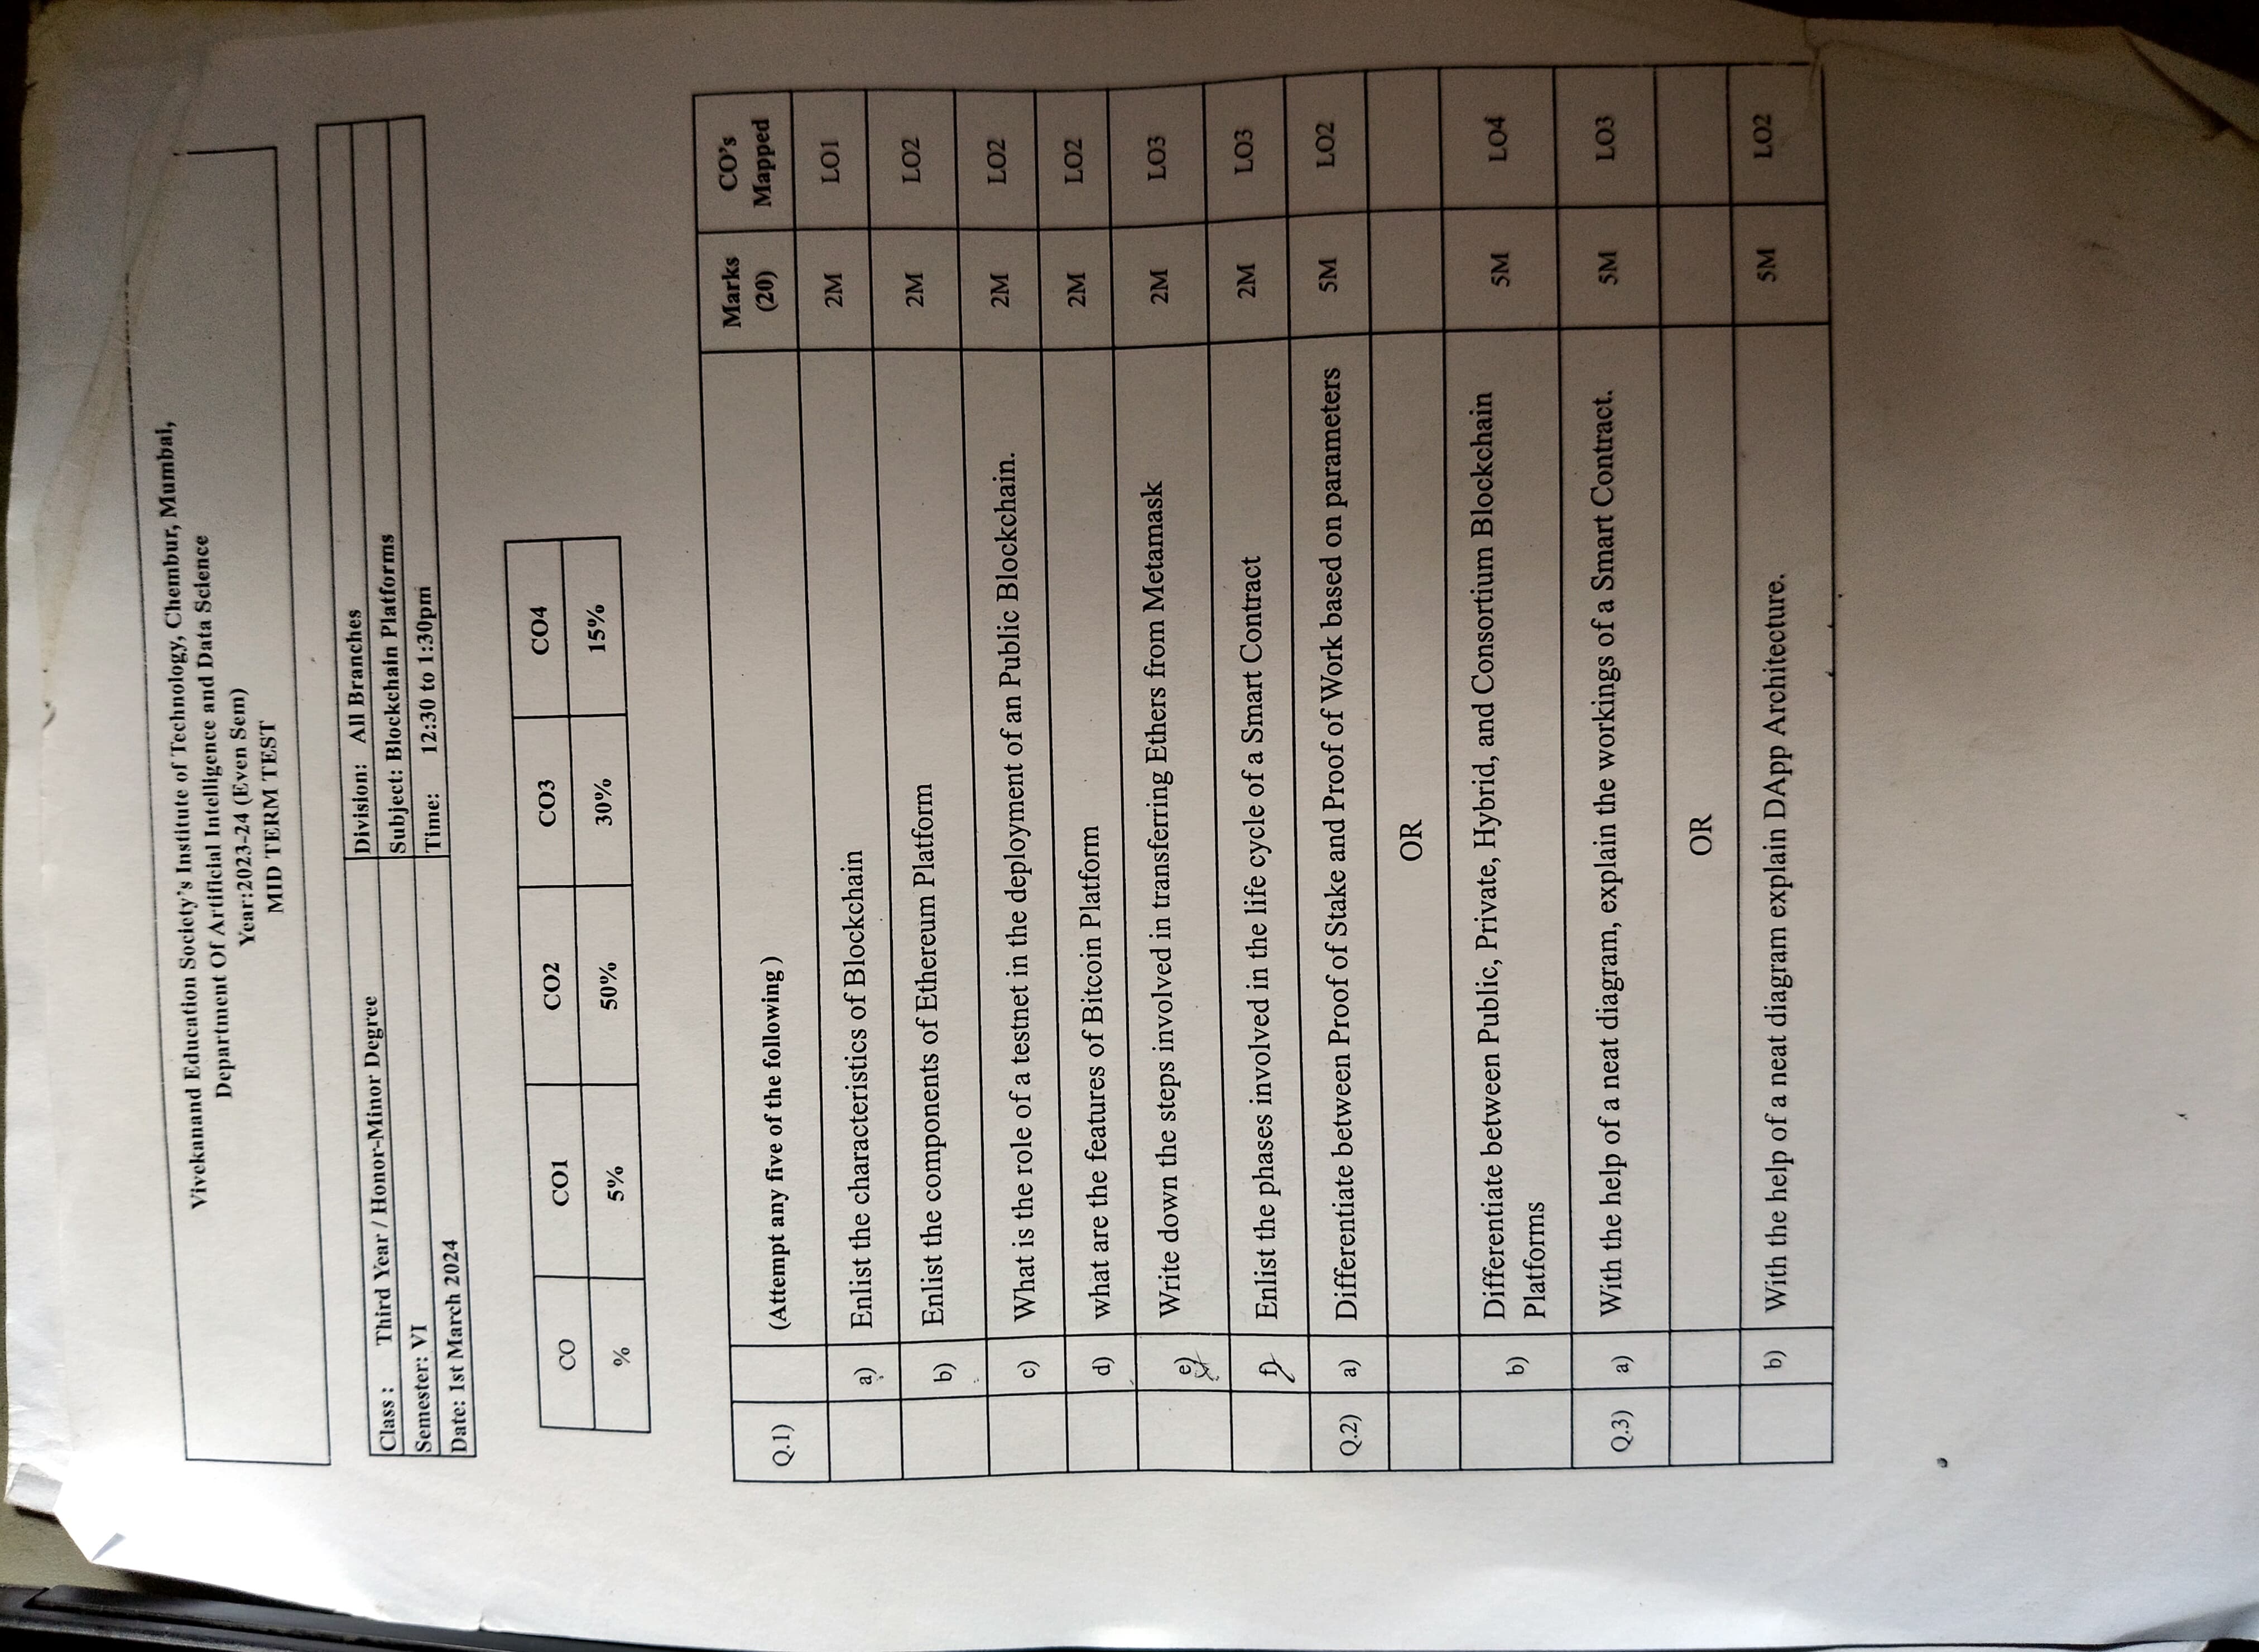 Vivekanand Education Society's Institute of Technology, Chembur, Mumbai,
Department Of Artificial Intelligence and Data Science
Year:2023-24 (Even Sem)
MID TERM TEST
Class : Third Year / Honor-Minor Degree Division: All Branches
Semester: VI Subject: Blockchain Platforms
Date: 1st March 2024 Time: 12:30 to 1:30pm
CO CO1 CO2 CO3 CO4
% 5% 50% 30% 15%
Q.1) (Attempt any five of the following ) Marks (20) CO's Mapped
a) Enlist the characteristics of Blockchain 2M LO1
b) Enlist the components of Ethereum Platform 2M LO2
c) What is the role of a testnet in the deployment of an Public Blockchain. 2M LO2
d) what are the features of Bitcoin Platform 2M LO2
e) Write down the steps involved in transferring Ethers from Metamask 2M LO3
f) Enlist the phases involved in the life cycle of a Smart Contract 2M LO3
Q.2) a) Differentiate between Proof of Stake and Proof of Work based on parameters 5M LO2
OR
b) Differentiate between Public, Private, Hybrid, and Consortium Blockchain 5M LO4
Platforms
Q.3) a) With the help of a neat diagram, explain the workings of a Smart Contract. 5M LO3
OR
b) With the help of a neat diagram explain DApp Architecture. 5M LO2